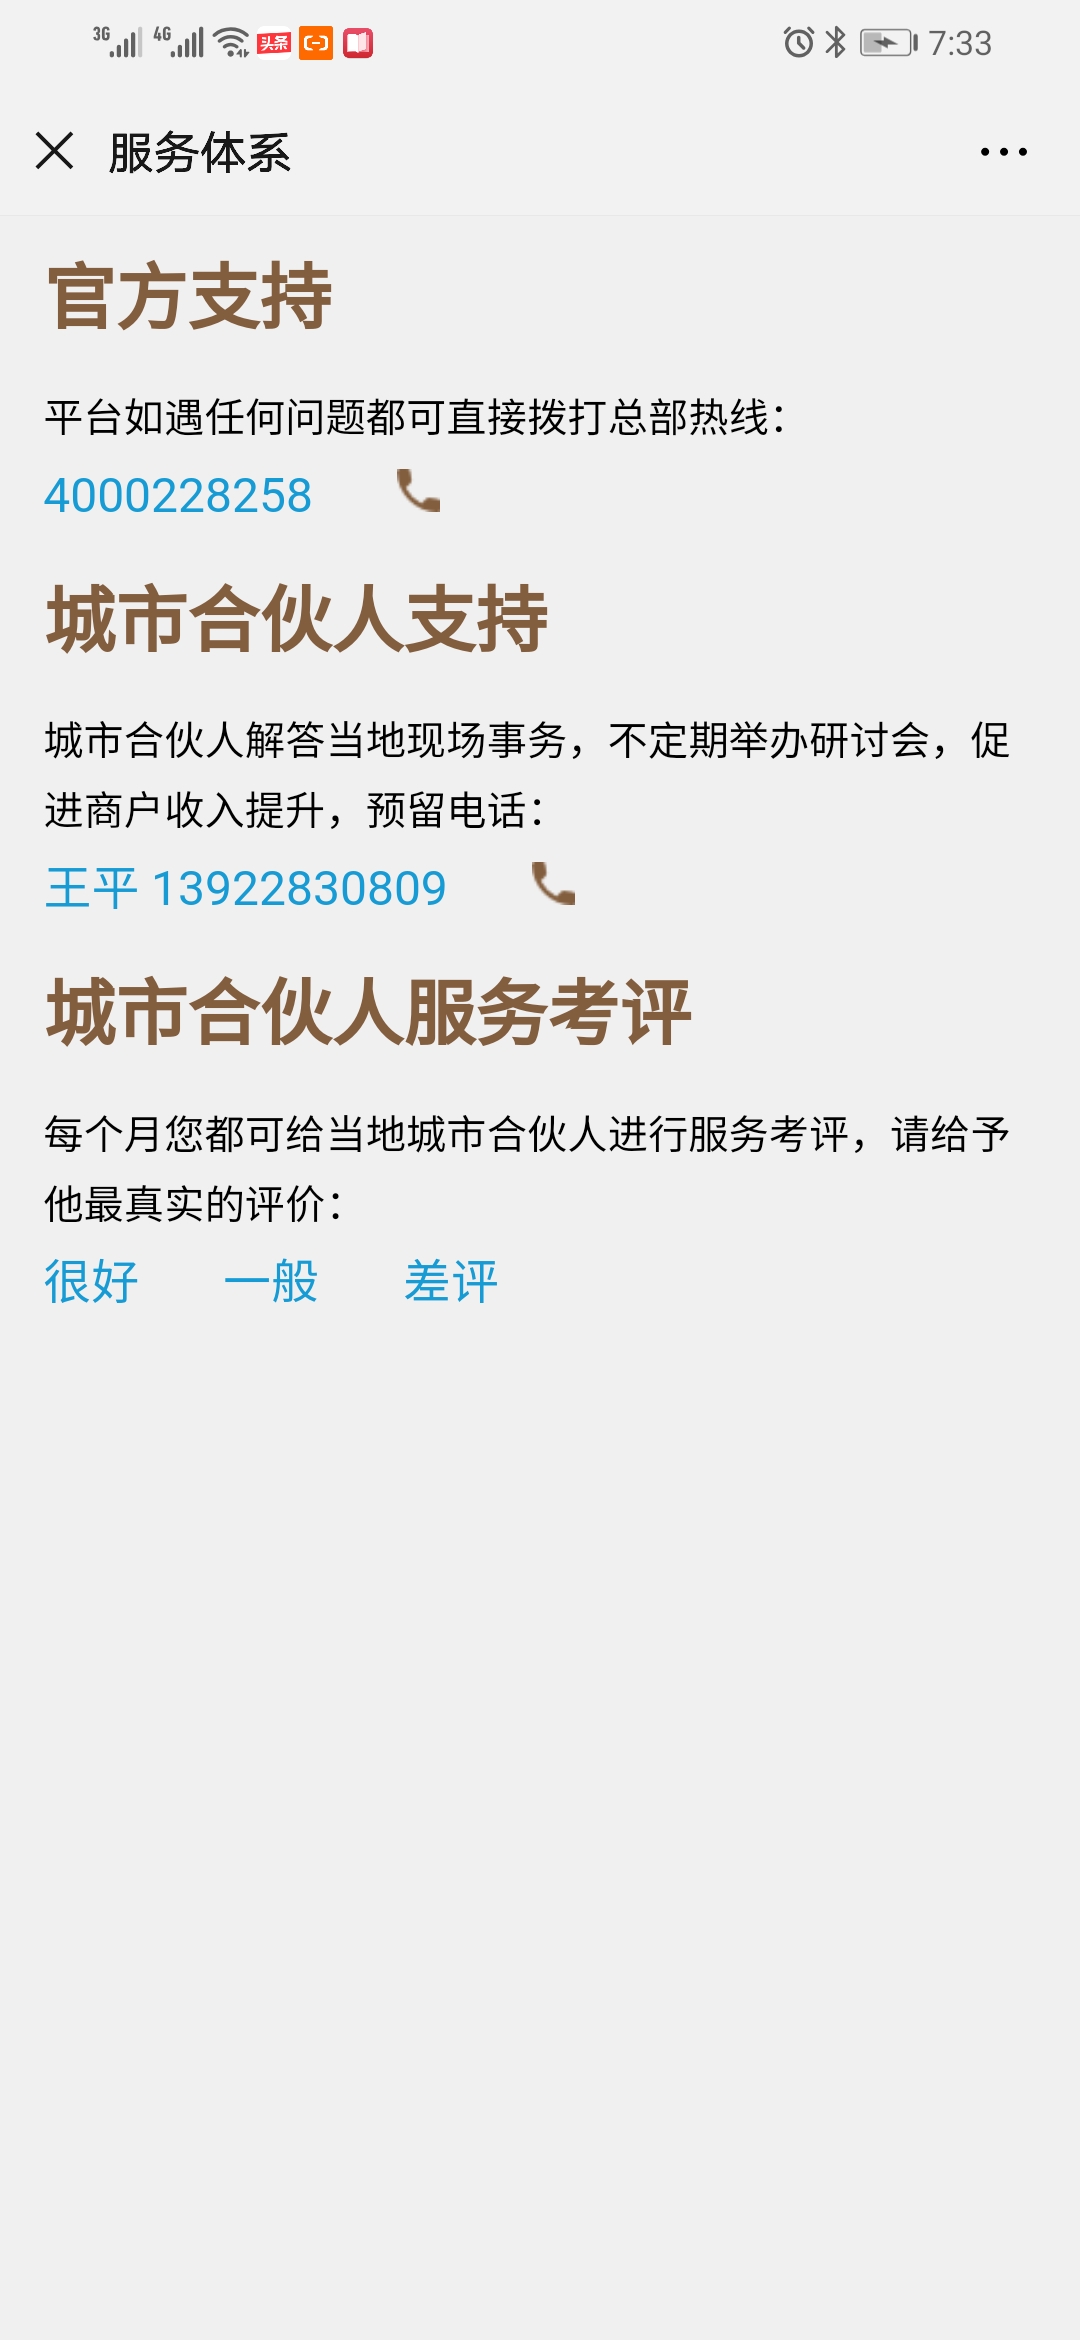 3G 4G 头条 7:33
服务体系
官方支持
平台如遇任何问题都可直接拨打总部热线：
4000228258
城市合伙人支持
城市合伙人解答当地现场事务，不定期举办研讨会，促
进商户收入提升，预留电话：
王平 13922830809
城市合伙人服务考评
每个月您都可给当地城市合伙人进行服务考评，请给予
他最真实的评价：
很好 一般 差评